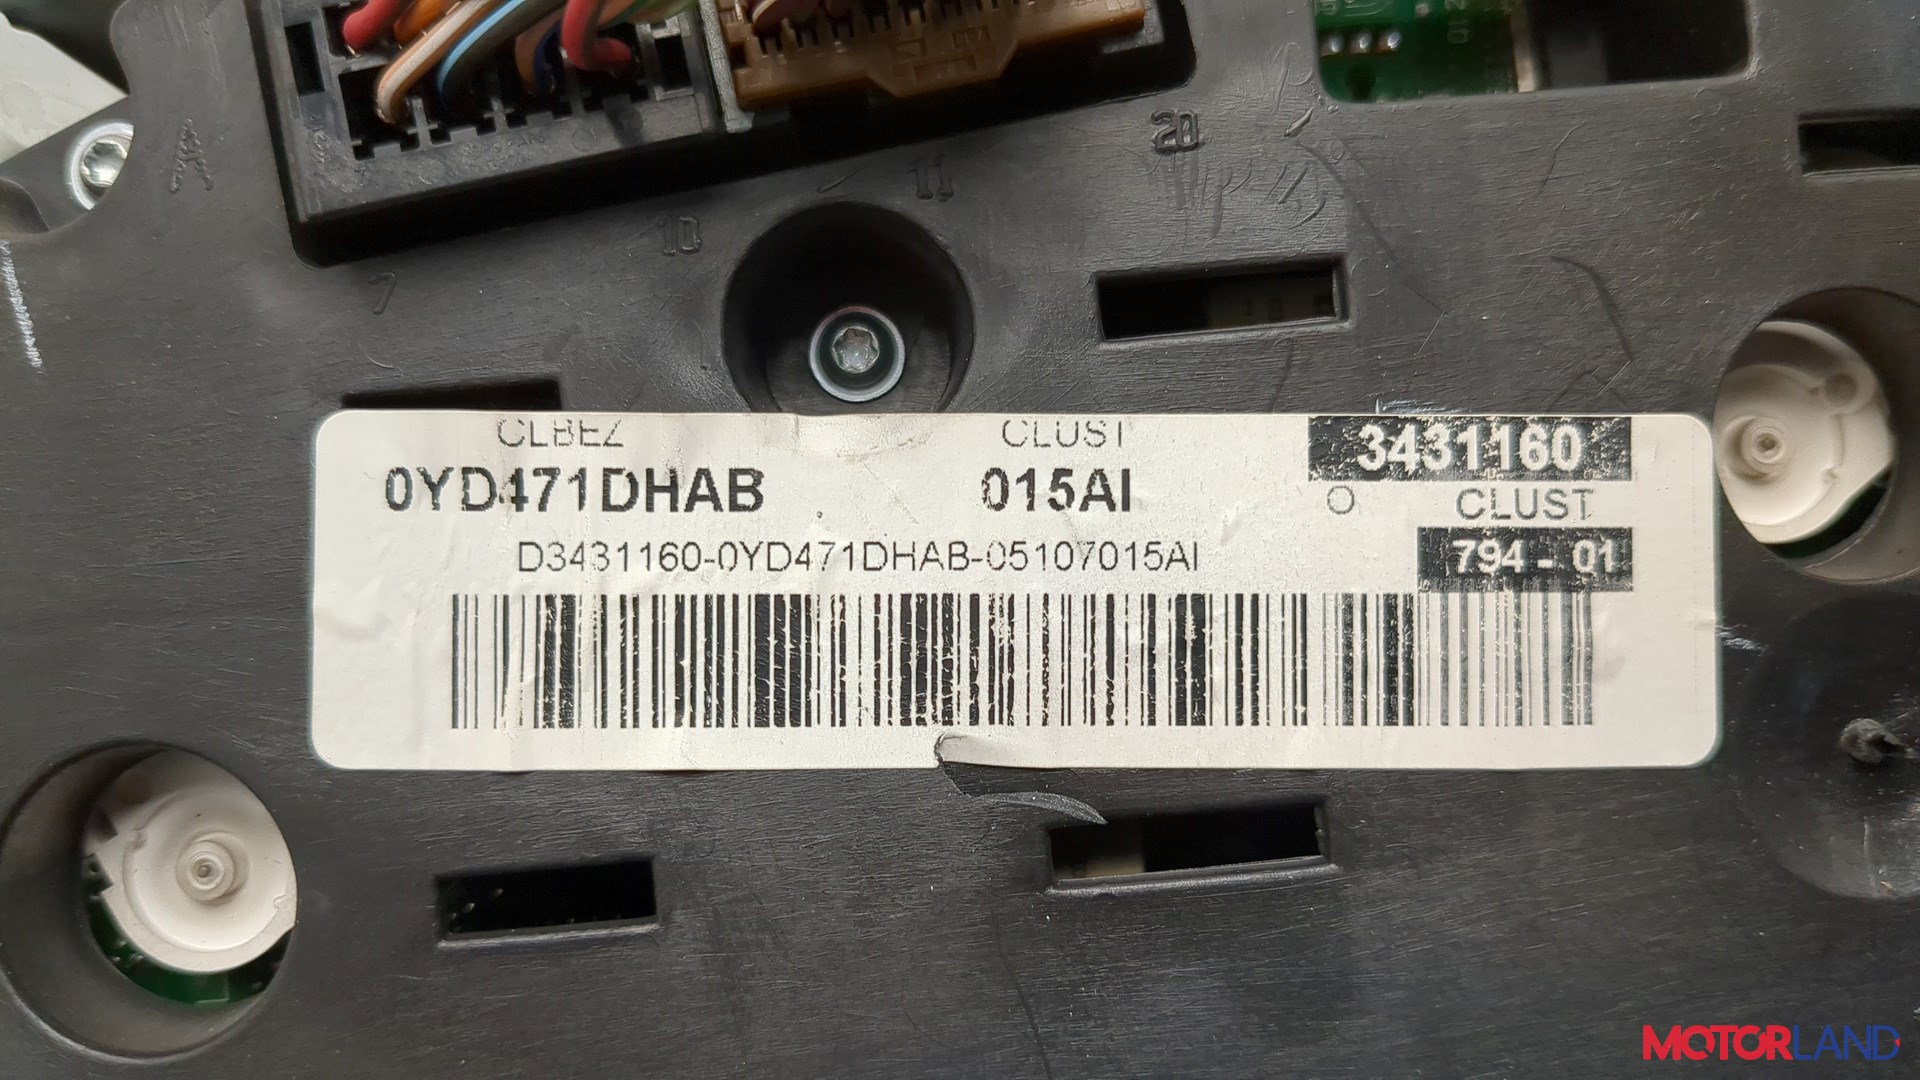 20
11
10
7
CLBEZ CLUST 3431160
0YD471DHAB 015AI O CLUST
D3431160-0YD471DHAB-05107015AI 794 - 01
MOTORLAND